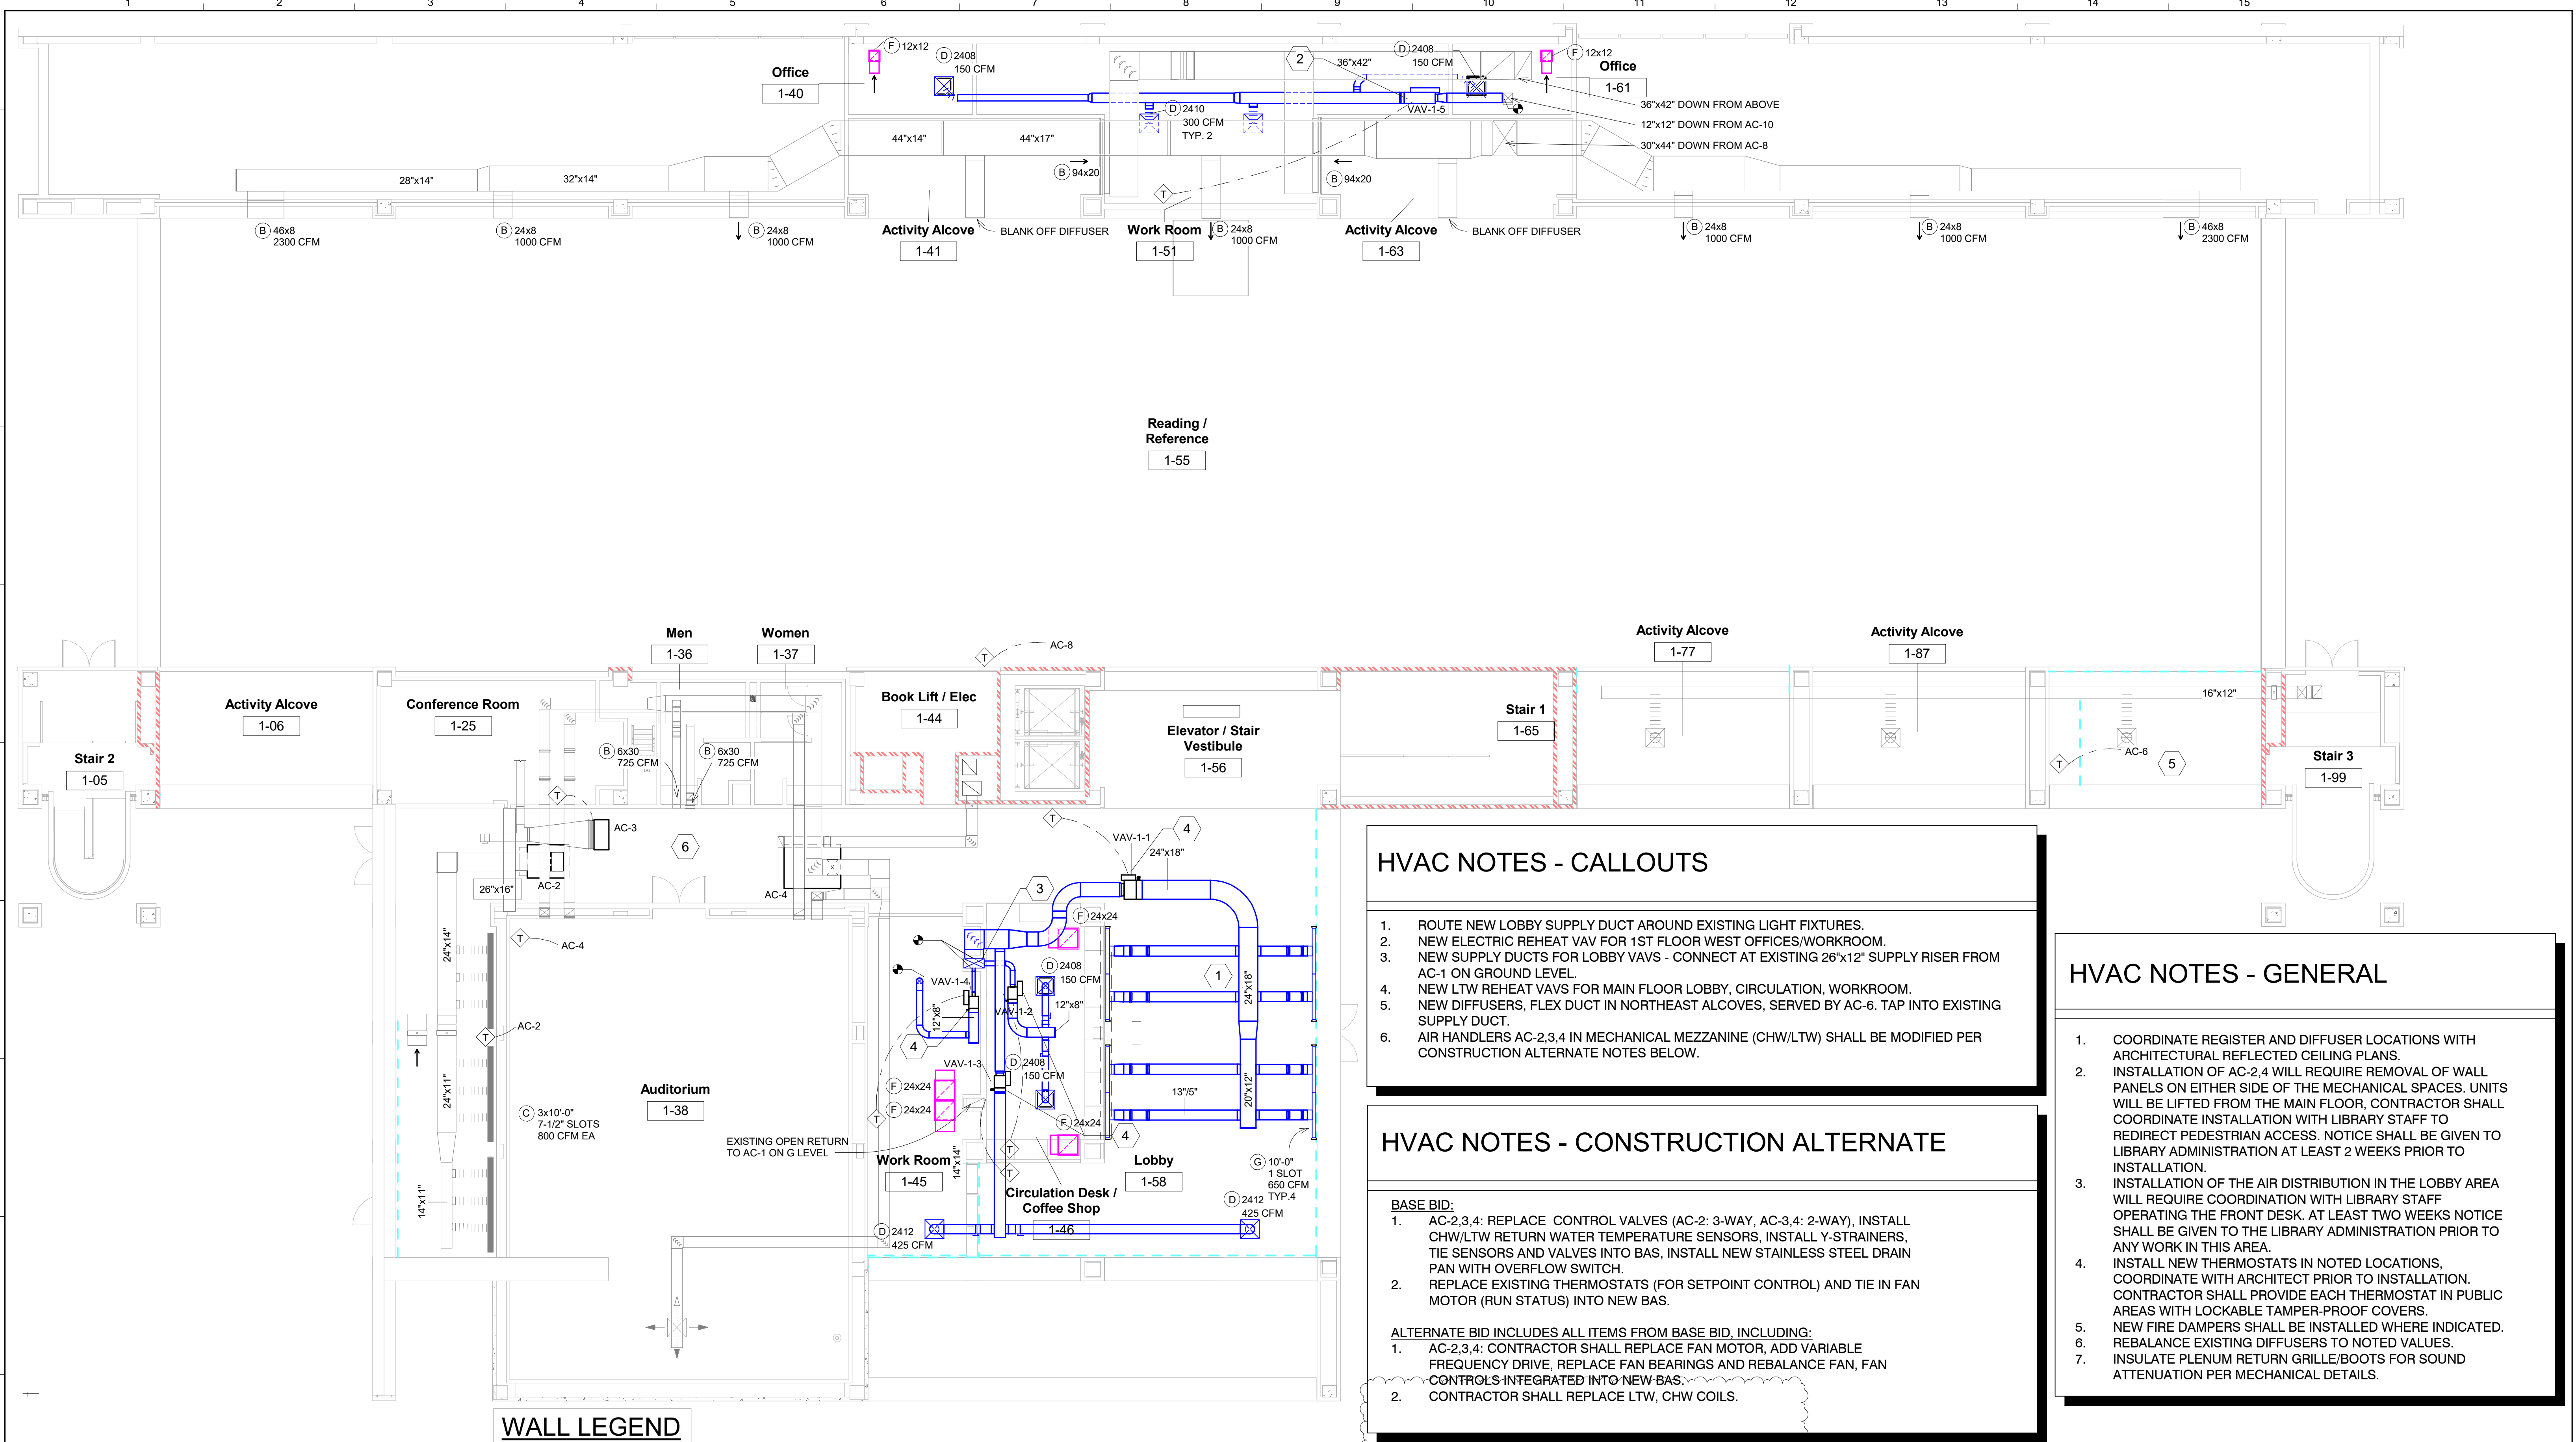 1 2 3 4 5 6 7 8 9 10 11 12 13 14 15
F 12x12
D 2408
150 CFM
Office
1-40
2
36"x42"
D 2408
150 CFM
F 12x12
Office
1-61
VAV-1-5
36"x42" DOWN FROM ABOVE
12"x12" DOWN FROM AC-10
30"x44" DOWN FROM AC-8
D 2410
300 CFM
TYP. 2
44"x14"
44"x17"
28"x14"
32"x14"
B 94x20
B 94x20
T
B 46x8
2300 CFM
B 24x8
1000 CFM
B 24x8
1000 CFM
Activity Alcove
1-41
BLANK OFF DIFFUSER
Work Room
1-51
B 24x8
1000 CFM
Activity Alcove
1-63
BLANK OFF DIFFUSER
B 24x8
1000 CFM
B 24x8
1000 CFM
B 46x8
2300 CFM
Reading /
Reference
1-55
Men
1-36
Women
1-37
T
AC-8
Activity Alcove
1-77
Activity Alcove
1-87
Activity Alcove
1-06
Conference Room
1-25
Book Lift / Elec
1-44
Elevator / Stair
Vestibule
1-56
Stair 1
1-65
16"x12"
Stair 2
1-05
B 6x30
725 CFM
B 6x30
725 CFM
T
AC-6
5
Stair 3
1-99
T
AC-3
6
AC-2
26"x16"
AC-4
T
VAV-1-1
4
24"x18"
3
F 24x24
T
AC-4
24"x14"
D 2408
150 CFM
1
24"x18"
VAV-1-4
12"x8"
VAV-1-2
12"x8"
T
AC-2
4
VAV-1-3
D 2408
150 CFM
F 24x24
F 24x24
T
24"x11"
Auditorium
1-38
C 3x10'-0"
7-1/2" SLOTS
800 CFM EA
13"/5"
20"x12"
F 24x24
4
EXISTING OPEN RETURN
TO AC-1 ON G LEVEL
T
T
Work Room
1-45
14"x14"
Lobby
1-58
G 10'-0"
1 SLOT
650 CFM
TYP.4
14"x11"
Circulation Desk /
Coffee Shop
1-46
D 2412
425 CFM
D 2412
425 CFM
WALL LEGEND
HVAC NOTES - CALLOUTS
1. ROUTE NEW LOBBY SUPPLY DUCT AROUND EXISTING LIGHT FIXTURES.
2. NEW ELECTRIC REHEAT VAV FOR 1ST FLOOR WEST OFFICES/WORKROOM.
3. NEW SUPPLY DUCTS FOR LOBBY VAVS - CONNECT AT EXISTING 26"x12" SUPPLY RISER FROM
AC-1 ON GROUND LEVEL.
4. NEW LTW REHEAT VAVS FOR MAIN FLOOR LOBBY, CIRCULATION, WORKROOM.
5. NEW DIFFUSERS, FLEX DUCT IN NORTHEAST ALCOVES, SERVED BY AC-6. TAP INTO EXISTING
SUPPLY DUCT.
6. AIR HANDLERS AC-2,3,4 IN MECHANICAL MEZZANINE (CHW/LTW) SHALL BE MODIFIED PER
CONSTRUCTION ALTERNATE NOTES BELOW.
HVAC NOTES - CONSTRUCTION ALTERNATE
BASE BID:
1. AC-2,3,4: REPLACE CONTROL VALVES (AC-2: 3-WAY, AC-3,4: 2-WAY), INSTALL
CHW/LTW RETURN WATER TEMPERATURE SENSORS, INSTALL Y-STRAINERS,
TIE SENSORS AND VALVES INTO BAS, INSTALL NEW STAINLESS STEEL DRAIN
PAN WITH OVERFLOW SWITCH.
2. REPLACE EXISTING THERMOSTATS (FOR SETPOINT CONTROL) AND TIE IN FAN
MOTOR (RUN STATUS) INTO NEW BAS.
ALTERNATE BID INCLUDES ALL ITEMS FROM BASE BID, INCLUDING:
1. AC-2,3,4: CONTRACTOR SHALL REPLACE FAN MOTOR, ADD VARIABLE
FREQUENCY DRIVE, REPLACE FAN BEARINGS AND REBALANCE FAN, FAN
CONTROLS INTEGRATED INTO NEW BAS.
2. CONTRACTOR SHALL REPLACE LTW, CHW COILS.
HVAC NOTES - GENERAL
1. COORDINATE REGISTER AND DIFFUSER LOCATIONS WITH
ARCHITECTURAL REFLECTED CEILING PLANS.
2. INSTALLATION OF AC-2,4 WILL REQUIRE REMOVAL OF WALL
PANELS ON EITHER SIDE OF THE MECHANICAL SPACES. UNITS
WILL BE LIFTED FROM THE MAIN FLOOR, CONTRACTOR SHALL
COORDINATE INSTALLATION WITH LIBRARY STAFF TO
REDIRECT PEDESTRIAN ACCESS. NOTICE SHALL BE GIVEN TO
LIBRARY ADMINISTRATION AT LEAST 2 WEEKS PRIOR TO
INSTALLATION.
3. INSTALLATION OF THE AIR DISTRIBUTION IN THE LOBBY AREA
WILL REQUIRE COORDINATION WITH LIBRARY STAFF
OPERATING THE FRONT DESK. AT LEAST TWO WEEKS NOTICE
SHALL BE GIVEN TO THE LIBRARY ADMINISTRATION PRIOR TO
ANY WORK IN THIS AREA.
4. INSTALL NEW THERMOSTATS IN NOTED LOCATIONS,
COORDINATE WITH ARCHITECT PRIOR TO INSTALLATION.
CONTRACTOR SHALL PROVIDE EACH THERMOSTAT IN PUBLIC
AREAS WITH LOCKABLE TAMPER-PROOF COVERS.
5. NEW FIRE DAMPERS SHALL BE INSTALLED WHERE INDICATED.
6. REBALANCE EXISTING DIFFUSERS TO NOTED VALUES.
7. INSULATE PLENUM RETURN GRILLE/BOOTS FOR SOUND
ATTENUATION PER MECHANICAL DETAILS.